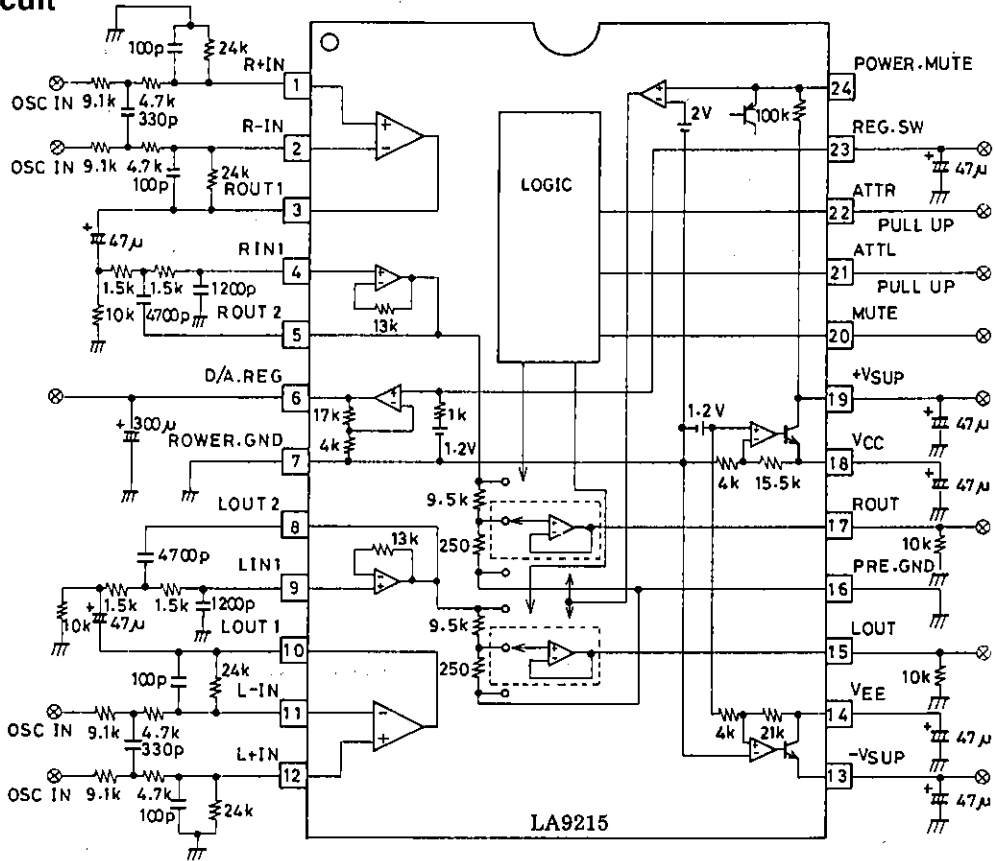 cuit
100p
24k
R+IN
OSC IN
9.1k
4.7k
330p
1
R-IN
OSC IN
9.1k
4.7k
100p
24k
2
ROUT1
3
47µ
RIN1
4
1.5k
1.5k
1200p
10k
4700p
ROUT2
5
13k
D/A.REG
6
300µ
17k
4k
1k
1.2V
ROWER.GND
7
LOUT2
8
4700p
13k
LIN1
9
1.5k
1.5k
1200p
10k
47µ
LOUT1
10
100p
24k
L-IN
11
OSC IN
9.1k
4.7k
330p
L+IN
12
OSC IN
9.1k
4.7k
100p
24k
LOGIC
2V
100k
9.5k
250
9.5k
250
1.2V
4k
15.5k
4k
21k
LA9215
POWER.MUTE
24
REG.SW
23
47µ
ATTR
22
PULL UP
ATTL
21
PULL UP
MUTE
20
+VSUP
19
47µ
VCC
18
47µ
ROUT
17
10k
PRE.GND
16
LOUT
15
10k
VEE
14
47µ
-VSUP
13
47µ